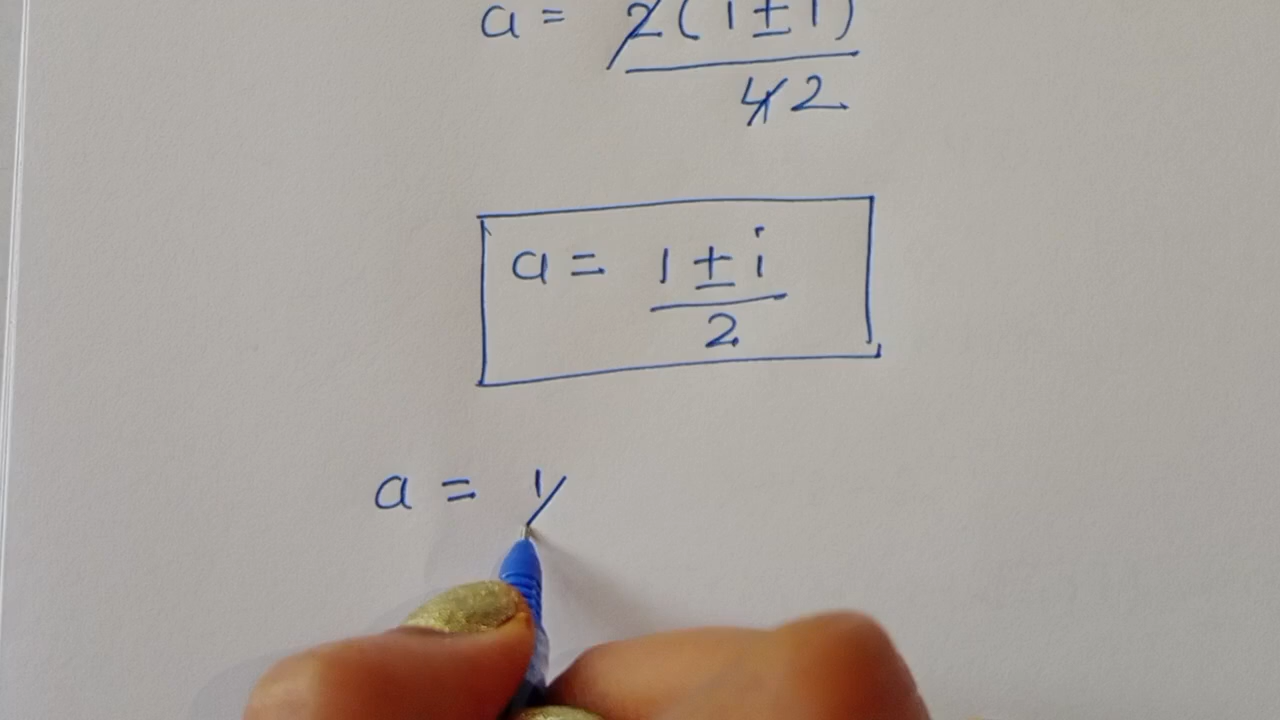 a = 2(1±i)
42
a = 1±i
2
a = 1/